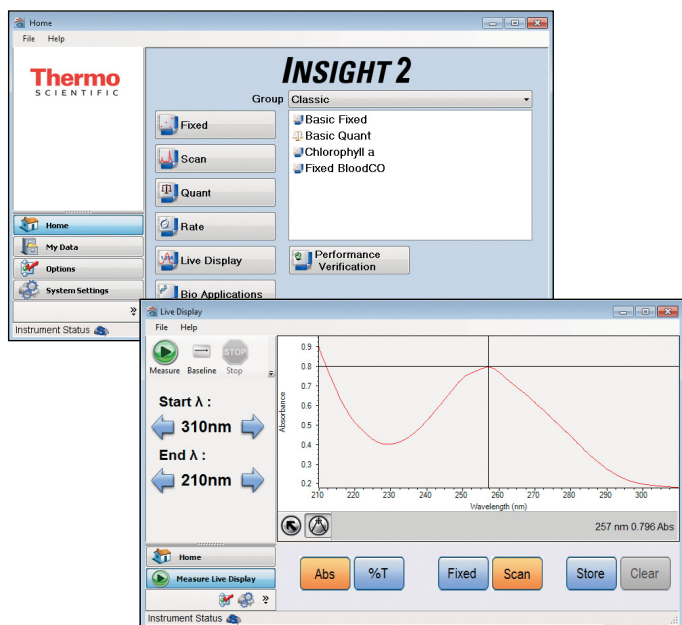 Home
File Help
Thermo
SCIENTIFIC
INSIGHT 2
Group Classic
Fixed
Scan
Quant
Rate
Live Display
Bio Applications
Basic Fixed
Basic Quant
Chlorophyll a
Fixed BloodCO
Performance
Verification
Home
My Data
Options
System Settings
Instrument Status
Live Display
File Help
Measure Baseline Stop
STOP
Start λ :
310nm
End λ :
210nm
Absorbance
0.9
0.8
0.7
0.6
0.5
0.4
0.3
0.2
210 220 230 240 250 260 270 280 290 300
Wavelength (nm)
257 nm 0.796 Abs
Home
Measure Live Display
Abs %T Fixed Scan Store Clear
Instrument Status